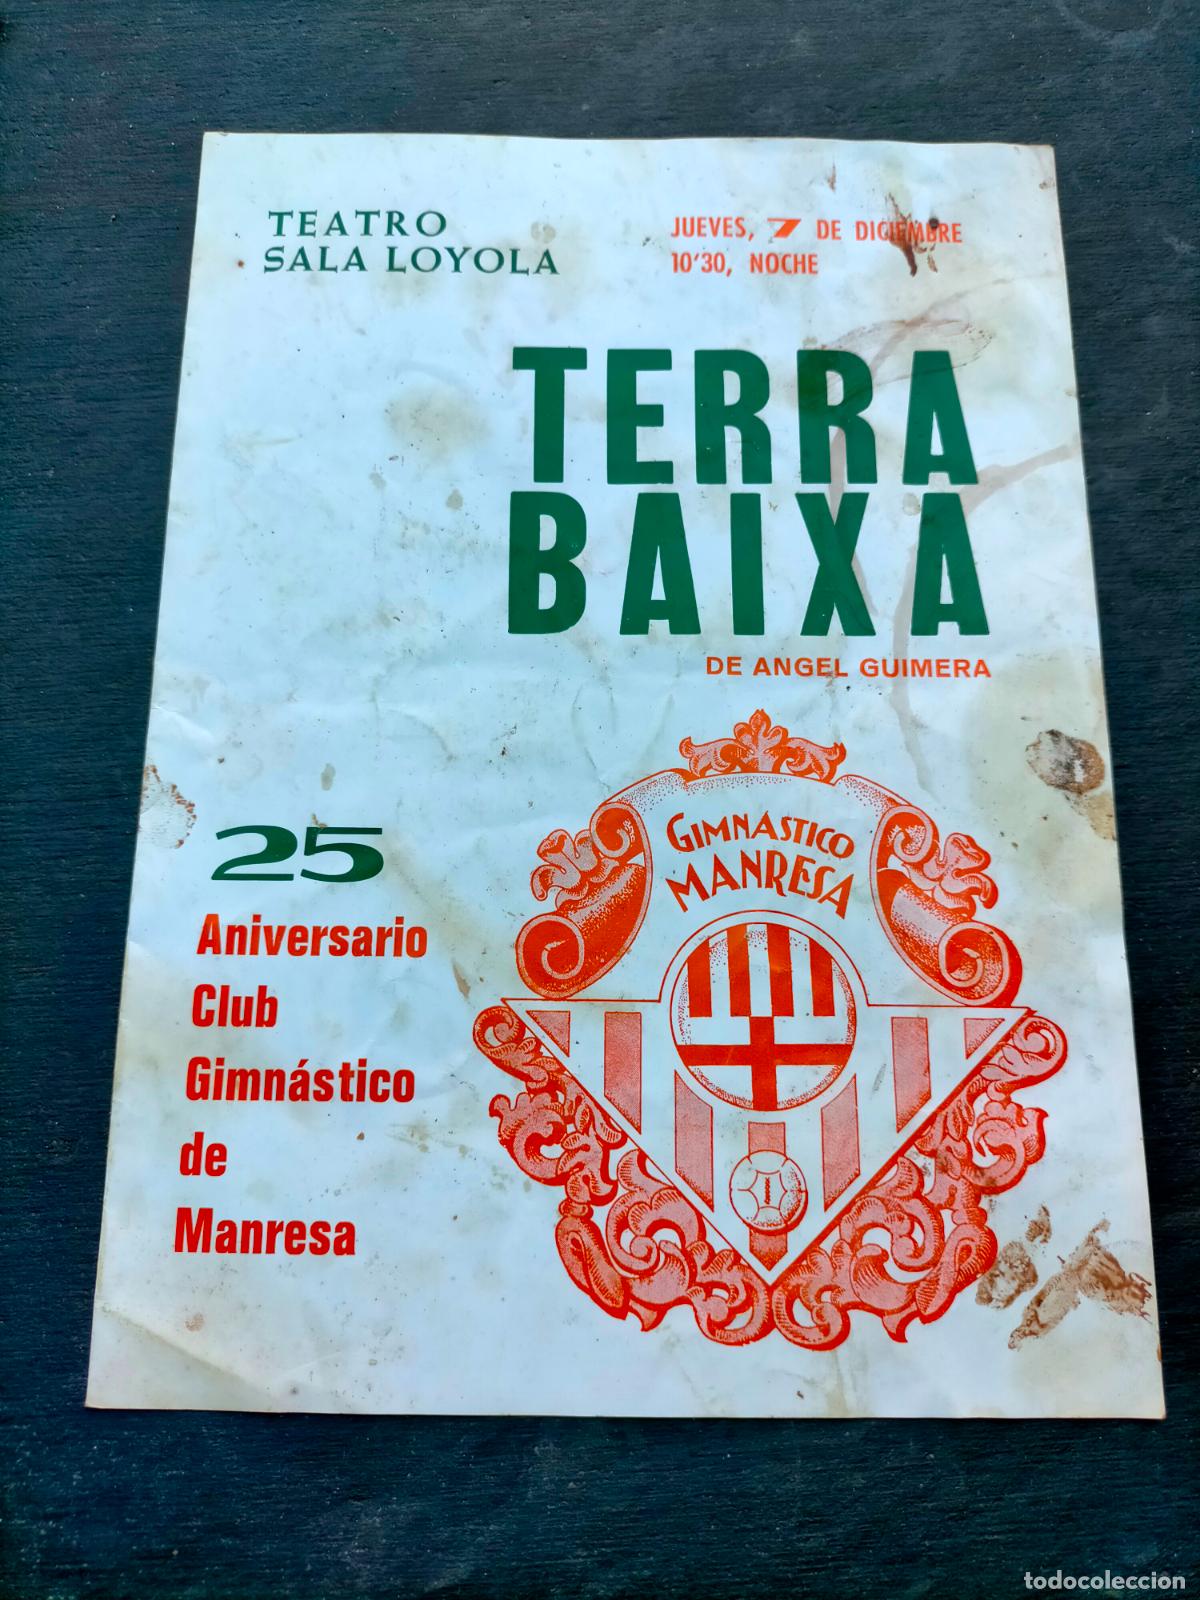 TEATRO
SALA LOYOLA
JUEVES, 7 DE DICIEMBRE
10'30, NOCHE
TERRA
BAIXA
DE ANGEL GUIMERA
GIMNASTICO
MANRESA
25
Aniversario
Club
Gimnástico
de
Manresa
todocoleccion